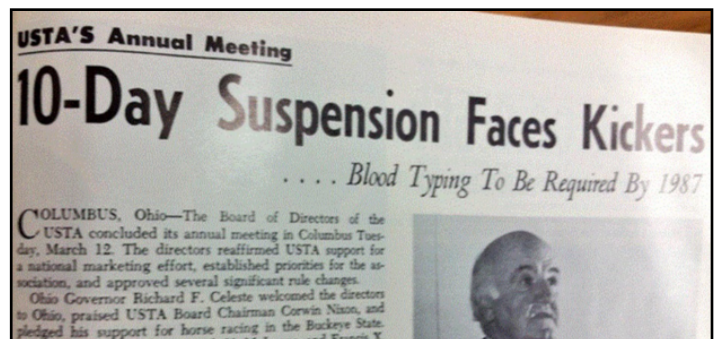 USTA'S Annual Meeting
10-Day Suspension Faces Kickers
. . . . Blood Typing To Be Required By 1987
COLUMBUS, Ohio—The Board of Directors of the
USTA concluded its annual meeting in Columbus Tues-
day, March 12. The directors reaffirmed USTA support for
a national marketing effort, established priorities for the as-
sociation, and approved several significant rule changes.
Ohio Governor Richard F. Celeste welcomed the directors
to Ohio, praised USTA Board Chairman Corwin Nixon, and
pledged his support for horse racing in the Buckeye State.